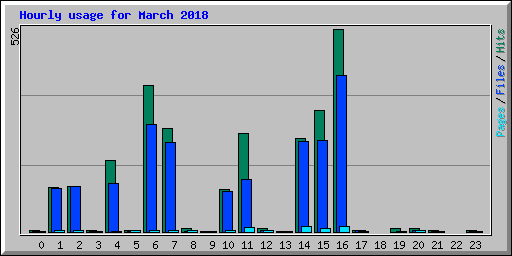 Hourly usage for March 2018
526
Pages / Files / Hits
0 1 2 3 4 5 6 7 8 9 10 11 12 13 14 15 16 17 18 19 20 21 22 23